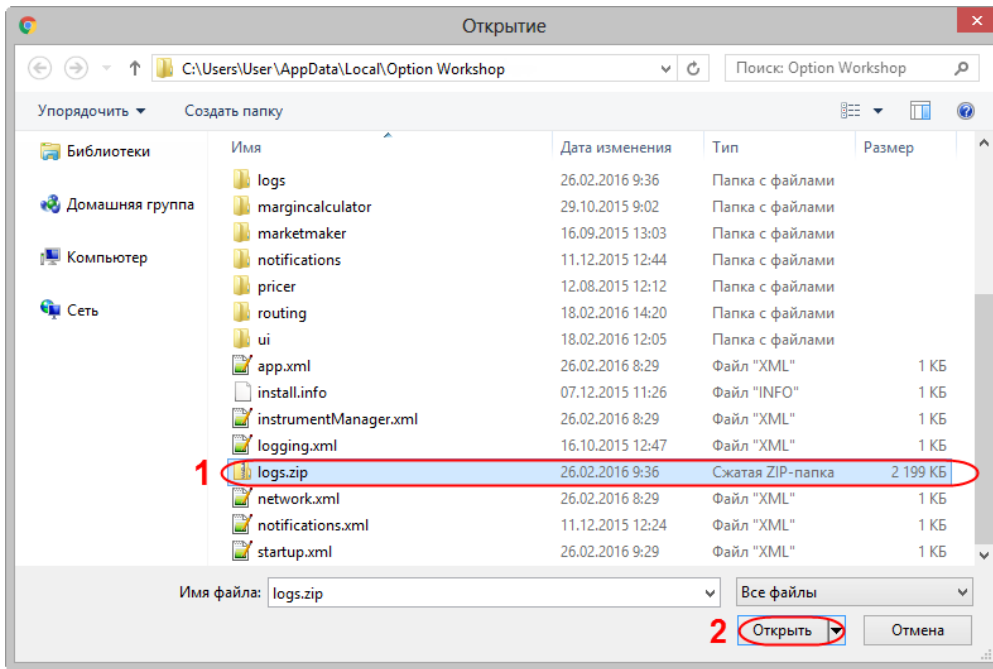 Открытие
C:\Users\User\AppData\Local\Option Workshop
Поиск: Option Workshop
Упорядочить
Создать папку
Библиотеки
Домашняя группа
Компьютер
Сеть
Имя Дата изменения Тип Размер
logs 26.02.2016 9:36 Папка с файлами
margincalculator 29.10.2015 9:02 Папка с файлами
marketmaker 16.09.2015 13:03 Папка с файлами
notifications 11.12.2015 12:44 Папка с файлами
pricer 12.08.2015 12:12 Папка с файлами
routing 18.02.2016 14:20 Папка с файлами
ui 18.02.2016 12:05 Папка с файлами
app.xml 26.02.2016 8:29 Файл "XML" 1 КБ
install.info 07.12.2015 11:26 Файл "INFO" 1 КБ
instrumentManager.xml 26.02.2016 8:29 Файл "XML" 1 КБ
logging.xml 16.10.2015 12:47 Файл "XML" 1 КБ
1 logs.zip 26.02.2016 9:36 Сжатая ZIP-папка 2 199 КБ
network.xml 26.02.2016 8:29 Файл "XML" 1 КБ
notifications.xml 11.12.2015 12:24 Файл "XML" 1 КБ
startup.xml 26.02.2016 9:29 Файл "XML" 1 КБ
Имя файла: logs.zip Все файлы
2 Открыть Отмена